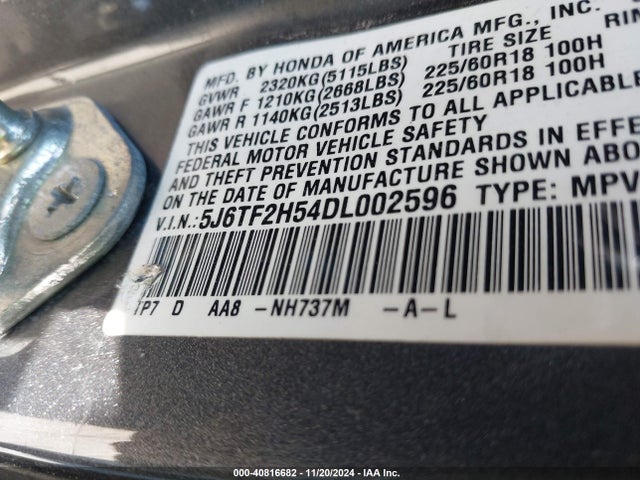 MFD. BY HONDA OF AMERICA MFG., INC.
GVWR 2320KG(5115LBS) TIRE SIZE RIN
GAWR F 1210KG(2668LBS) 225/60R18 100H
GAWR R 1140KG(2513LBS) 225/60R18 100H
THIS VEHICLE CONFORMS TO ALL APPLICABLE
FEDERAL MOTOR VEHICLE SAFETY
AND THEFT PREVENTION STANDARDS IN EFFE
ON THE DATE OF MANUFACTURE SHOWN ABO
V.I.N.:5J6TF2H54DL002596 TYPE: MPV
TP7 D AA8 -NH737M -A-L
000-40816682 - 11/20/2024 - IAA Inc.